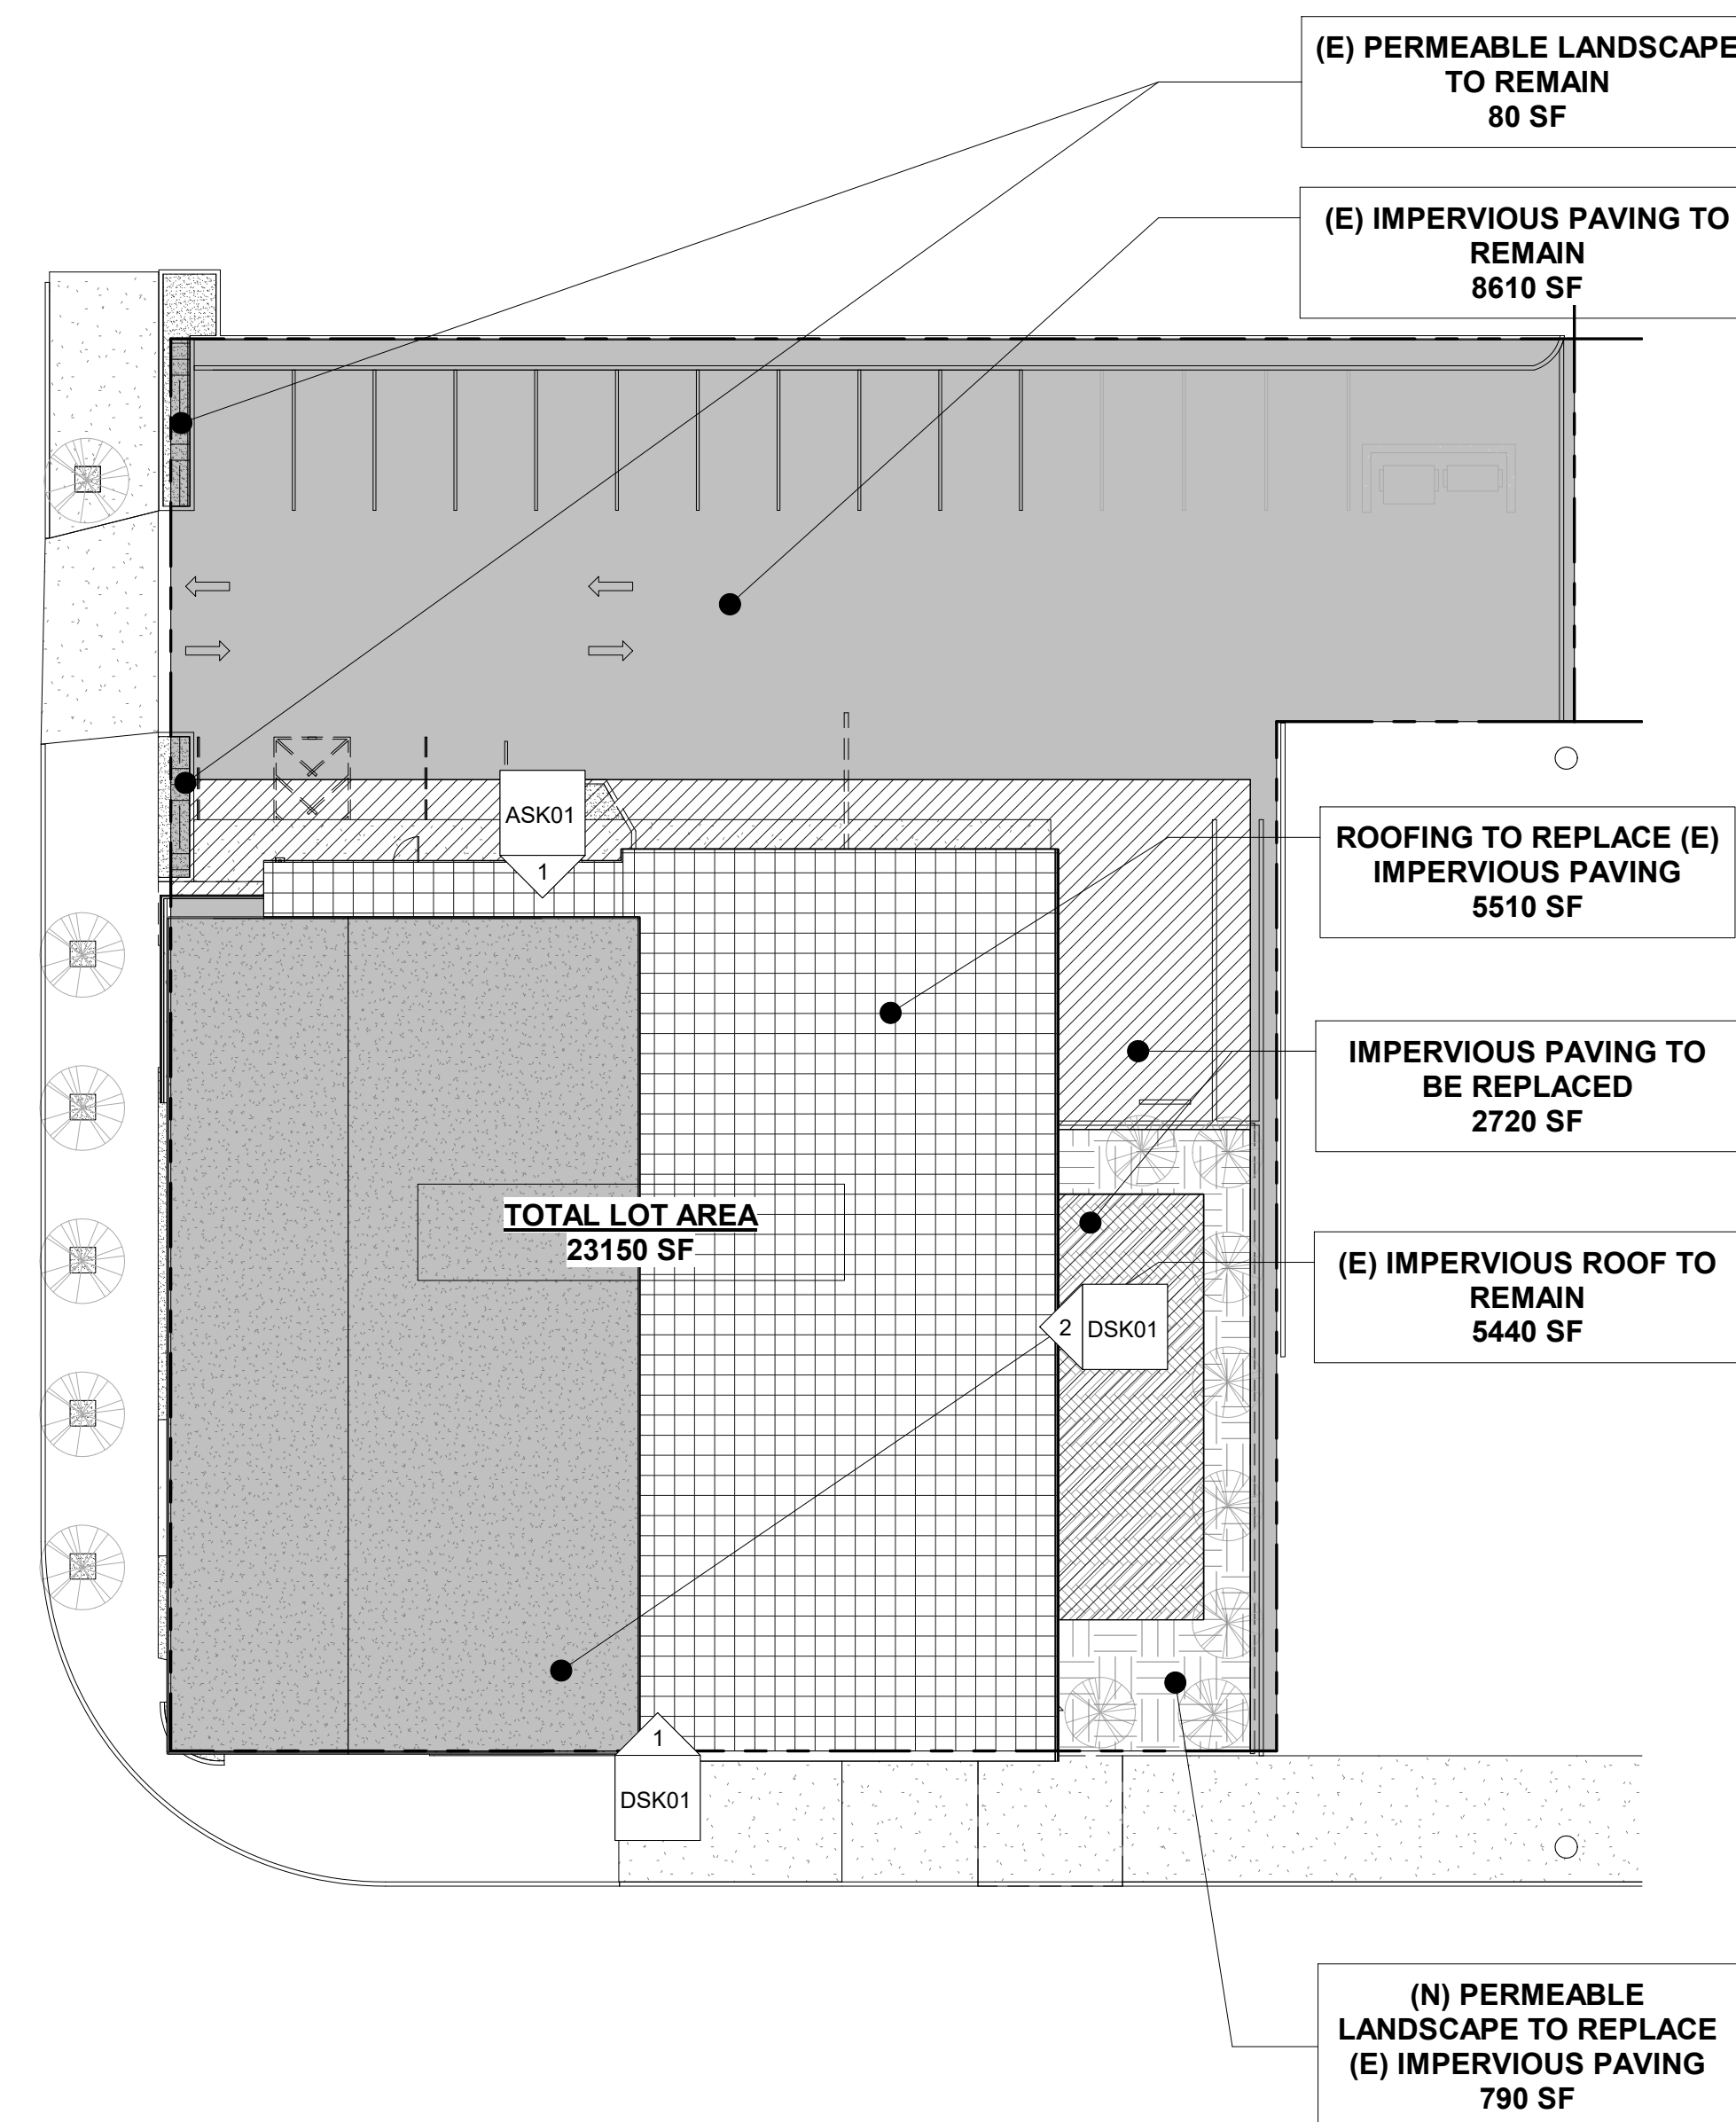 (E) PERMEABLE LANDSCAPE
TO REMAIN
80 SF
(E) IMPERVIOUS PAVING TO
REMAIN
8610 SF
ASK01
1
ROOFING TO REPLACE (E)
IMPERVIOUS PAVING
5510 SF
IMPERVIOUS PAVING TO
BE REPLACED
2720 SF
TOTAL LOT AREA
23150 SF
(E) IMPERVIOUS ROOF TO
REMAIN
5440 SF
2 DSK01
1
DSK01
(N) PERMEABLE
LANDSCAPE TO REPLACE
(E) IMPERVIOUS PAVING
790 SF